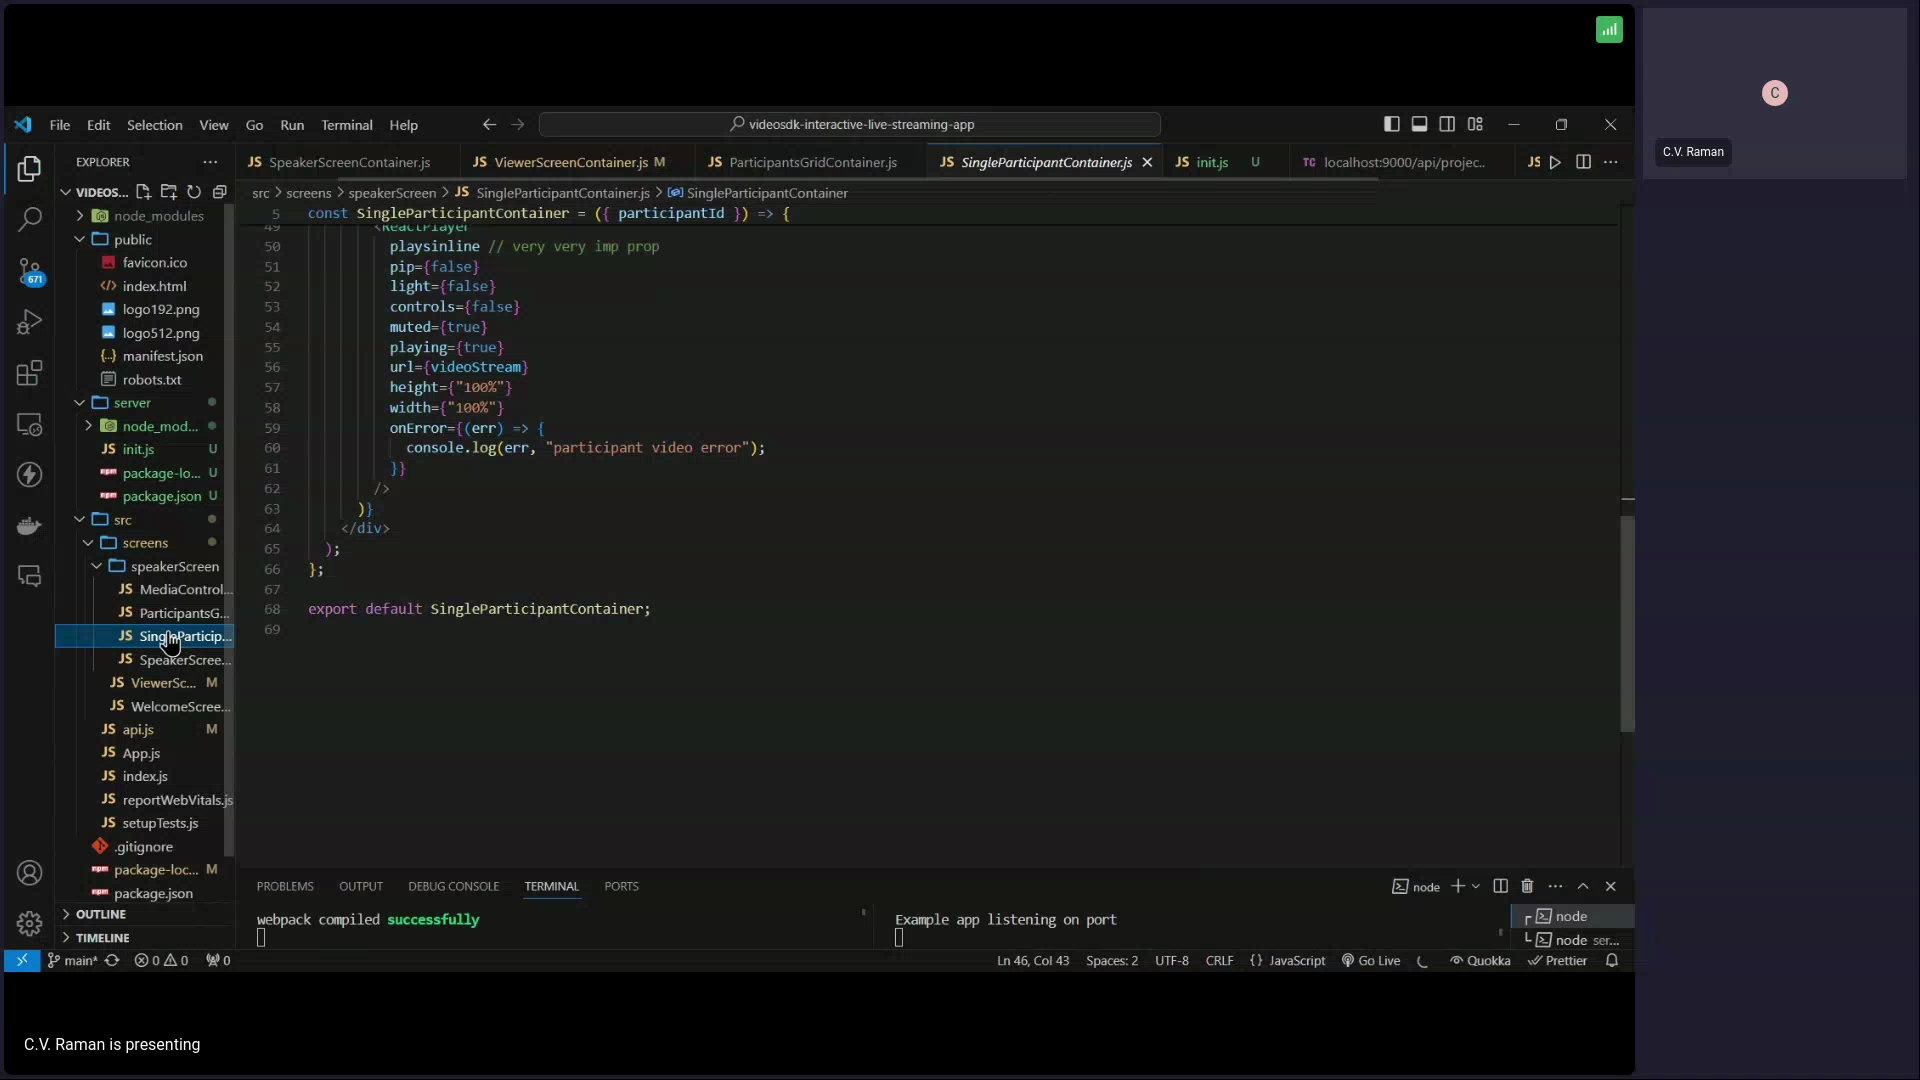 C
C.V. Raman
File Edit Selection View Go Run Terminal Help
videosdk-interactive-live-streaming-app
EXPLORER
VIDEOS...
node_modules
public
favicon.ico
index.html
logo192.png
logo512.png
manifest.json
robots.txt
server
node_mod...
init.js U
package-lo... U
package.json U
src
screens
speakerScreen
MediaControl...
ParticipantsG...
SingleParticip...
SpeakerScree...
ViewerSc... M
WelcomeScree...
api.js M
App.js
index.js
reportWebVitals.js
setupTests.js
.gitignore
package-loc... M
package.json
OUTLINE
TIMELINE
671
JS SpeakerScreenContainer.js JS ViewerScreenContainer.js M JS ParticipantsGridContainer.js JS SingleParticipantContainer.js JS init.js U TC localhost:9000/api/projec... JS
src > screens > speakerScreen > JS SingleParticipantContainer.js > SingleParticipantContainer
5 const SingleParticipantContainer = ({ participantId }) => {
49 <ReactPlayer
50 playsinline // very very imp prop
51 pip={false}
52 light={false}
53 controls={false}
54 muted={true}
55 playing={true}
56 url={videoStream}
57 height={"100%"}
58 width={"100%"}
59 onError={(err) => {
60 console.log(err, "participant video error");
61 }}
62 />
63 )}
64 </div>
65 );
66 };
67
68 export default SingleParticipantContainer;
69
PROBLEMS OUTPUT DEBUG CONSOLE TERMINAL PORTS
node
webpack compiled successfully
Example app listening on port
node
node ser...
main* 0 0 0
Ln 46, Col 43 Spaces: 2 UTF-8 CRLF {} JavaScript Go Live Quokka Prettier
C.V. Raman is presenting